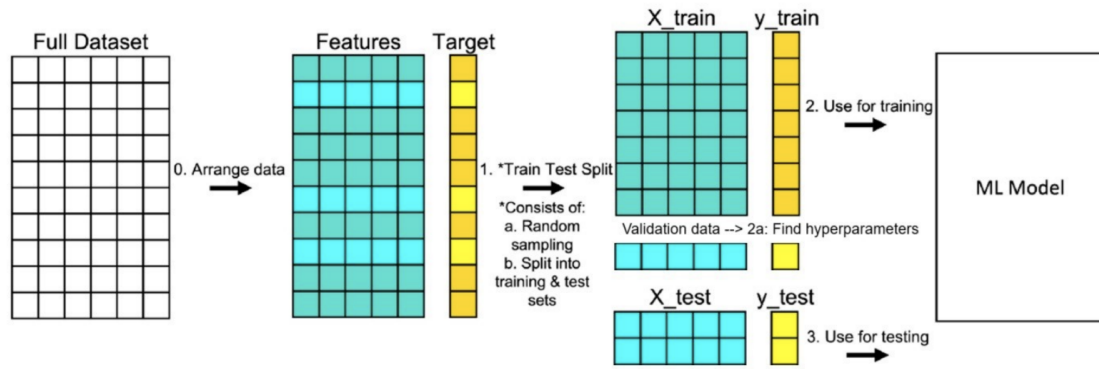 Full Dataset
0. Arrange data
Features
Target
1. *Train Test Split
*Consists of:
a. Random
sampling
b. Split into
training & test
sets
X_train
y_train
2. Use for training
Validation data --> 2a: Find hyperparameters
X_test
y_test
3. Use for testing
ML Model